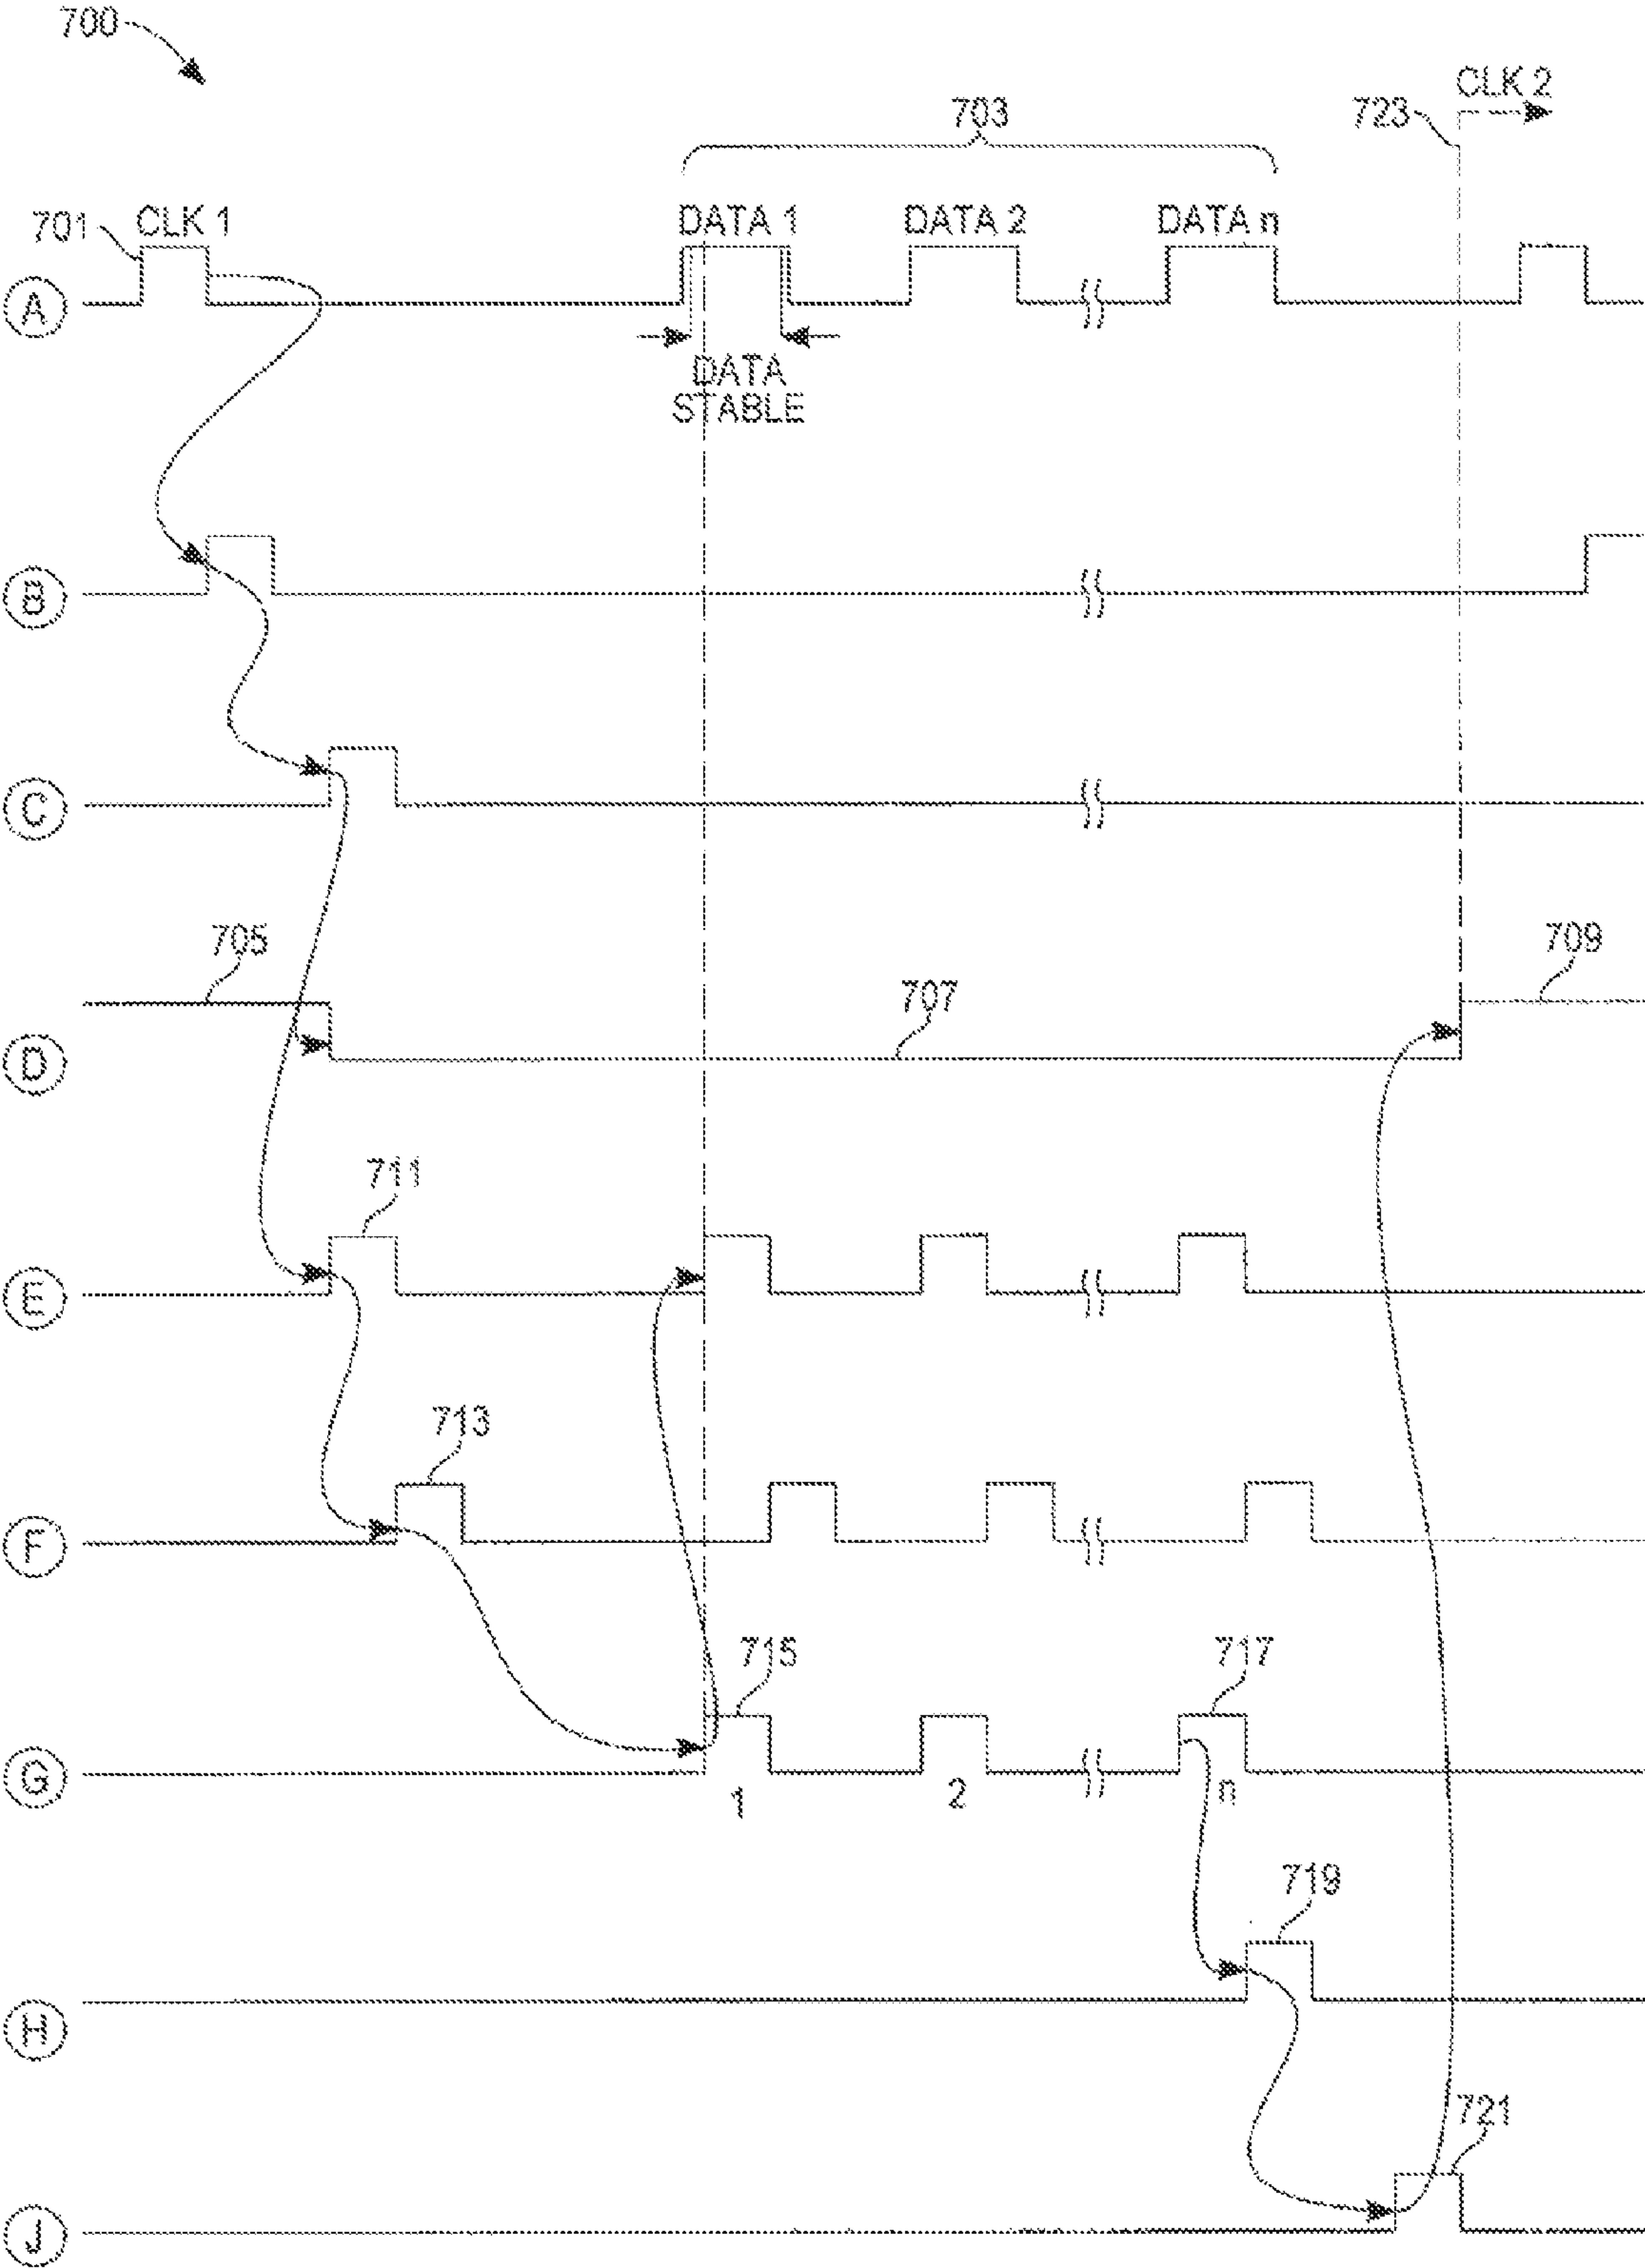 700
CLK 2
723
703
701
CLK 1
DATA 1
DATA 2
DATA n
A
DATA
STABLE
B
C
705
709
707
D
711
E
713
F
715
717
G
1
2
n
719
H
721
J